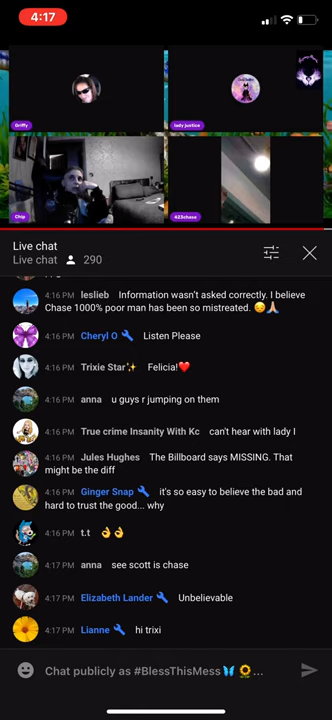 4:17
Griffy
lady justice
Chip
423chase
Live chat
Live chat 290
4:16 PM leslieb Information wasn't asked correctly. I believe
Chase 1000% poor man has been so mistreated. 😔🙏🏻
4:16 PM Cheryl O Listen Please
4:16 PM Trixie Star✨ Felicia!❤️
4:16 PM anna u guys r jumping on them
4:16 PM True crime Insanity With Kc can't hear with lady I
4:16 PM Jules Hughes The Billboard says MISSING. That
might be the diff
4:16 PM Ginger Snap it's so easy to believe the bad and
hard to trust the good... why
4:16 PM t.t 👌👌
4:17 PM anna see scott is chase
4:17 PM Elizabeth Lander Unbelievable
4:17 PM Lianne hi trixi
Chat publicly as #BlessThisMess🦋🌻...